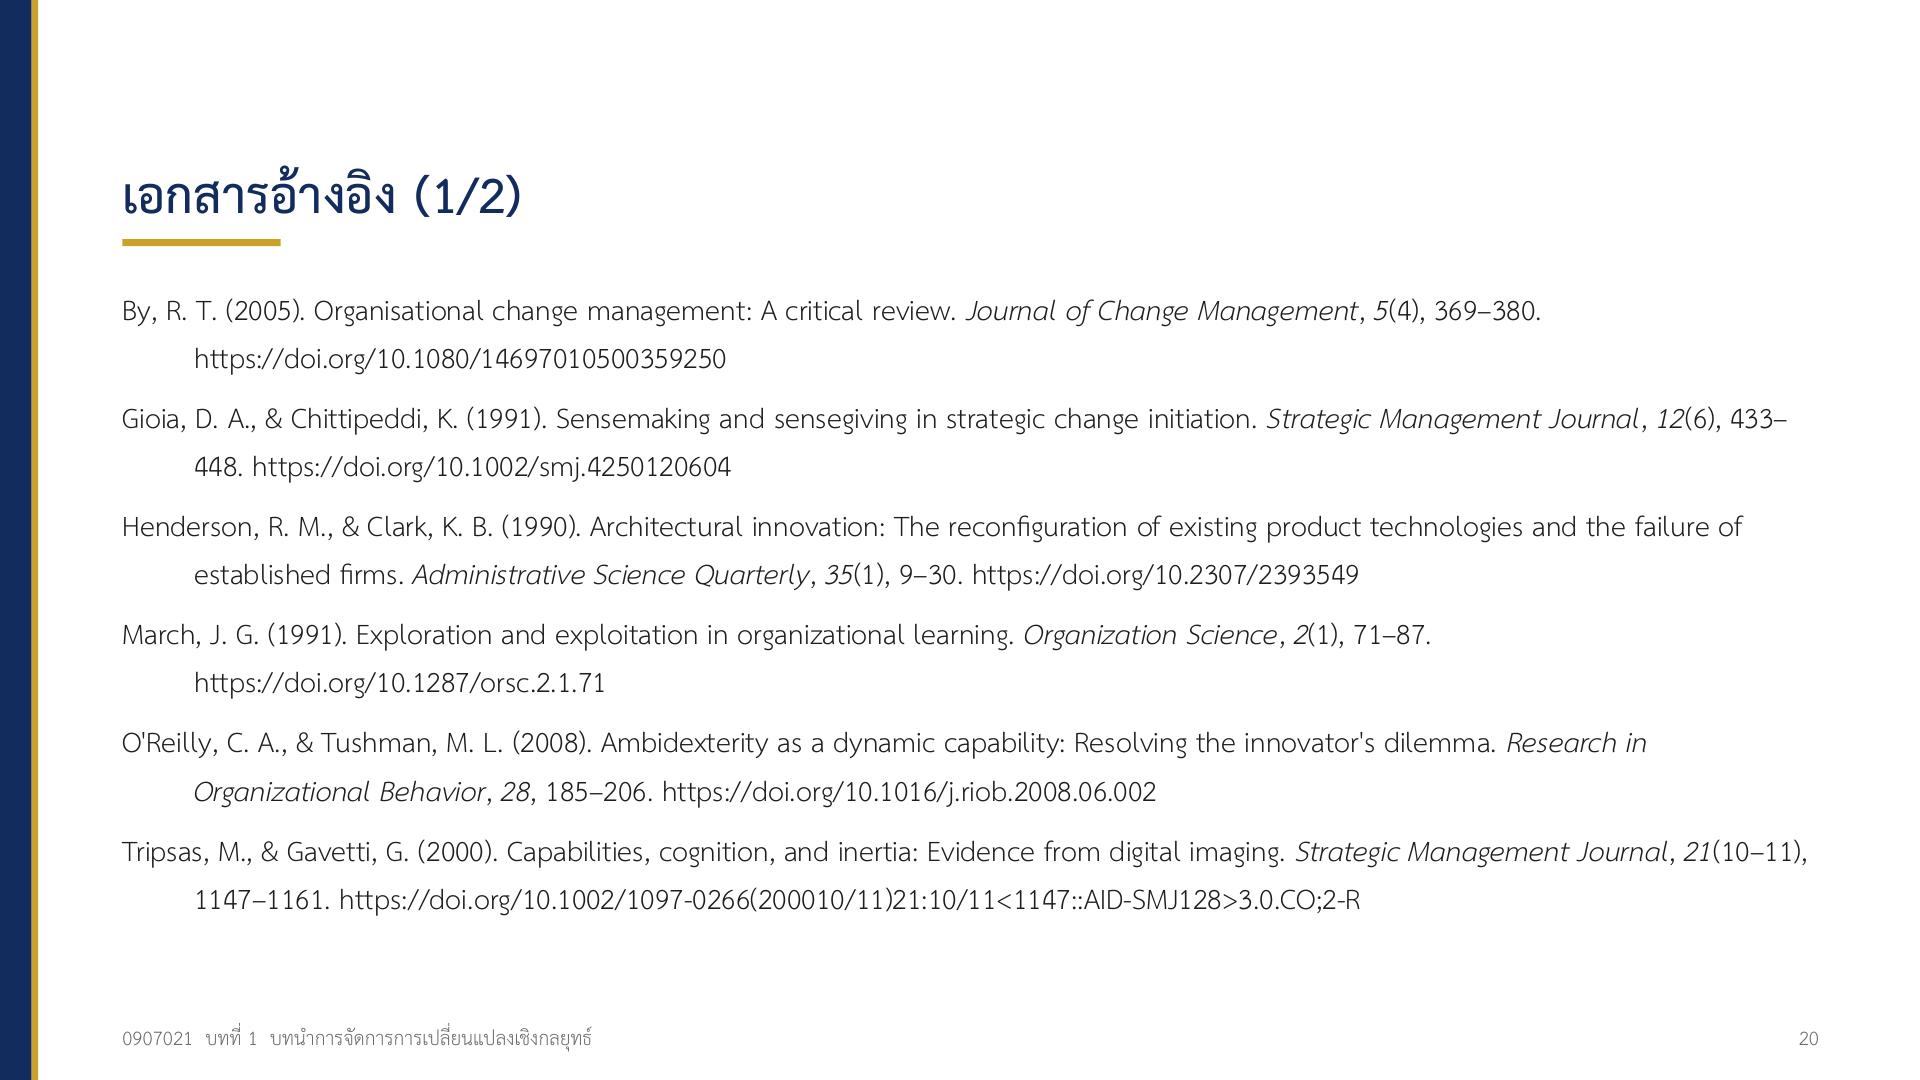 เอกสารอ้างอิง (1/2)
By, R. T. (2005). Organisational change management: A critical review. Journal of Change Management, 5(4), 369–380.
https://doi.org/10.1080/14697010500359250
Gioia, D. A., & Chittipeddi, K. (1991). Sensemaking and sensegiving in strategic change initiation. Strategic Management Journal, 12(6), 433–
448. https://doi.org/10.1002/smj.4250120604
Henderson, R. M., & Clark, K. B. (1990). Architectural innovation: The reconfiguration of existing product technologies and the failure of
established firms. Administrative Science Quarterly, 35(1), 9–30. https://doi.org/10.2307/2393549
March, J. G. (1991). Exploration and exploitation in organizational learning. Organization Science, 2(1), 71–87.
https://doi.org/10.1287/orsc.2.1.71
O'Reilly, C. A., & Tushman, M. L. (2008). Ambidexterity as a dynamic capability: Resolving the innovator's dilemma. Research in
Organizational Behavior, 28, 185–206. https://doi.org/10.1016/j.riob.2008.06.002
Tripsas, M., & Gavetti, G. (2000). Capabilities, cognition, and inertia: Evidence from digital imaging. Strategic Management Journal, 21(10–11),
1147–1161. https://doi.org/10.1002/1097-0266(200010/11)21:10/11<1147::AID-SMJ128>3.0.CO;2-R
0907021 บทที่ 1 บทนำการจัดการการเปลี่ยนแปลงเชิงกลยุทธ์ 20